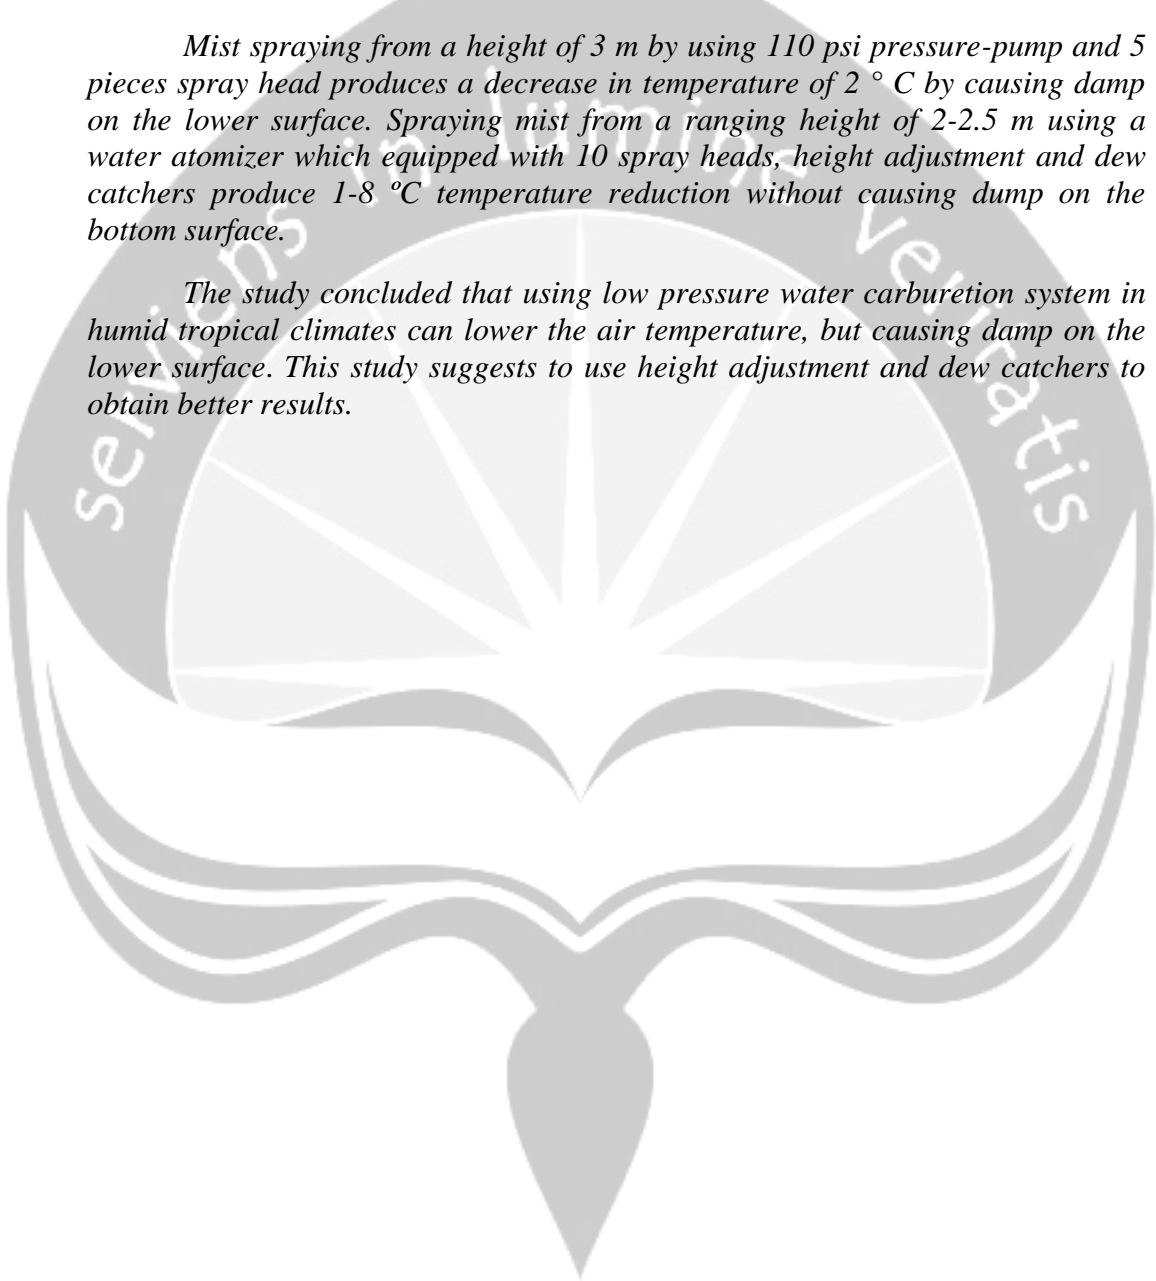 Mist spraying from a height of 3 m by using 110 psi pressure-pump and 5
pieces spray head produces a decrease in temperature of 2 ° C by causing damp
on the lower surface. Spraying mist from a ranging height of 2-2.5 m using a
water atomizer which equipped with 10 spray heads, height adjustment and dew
catchers produce 1-8 ºC temperature reduction without causing dump on the
bottom surface.
The study concluded that using low pressure water carburetion system in
humid tropical climates can lower the air temperature, but causing damp on the
lower surface. This study suggests to use height adjustment and dew catchers to
obtain better results.
serviens in lumine veritatis